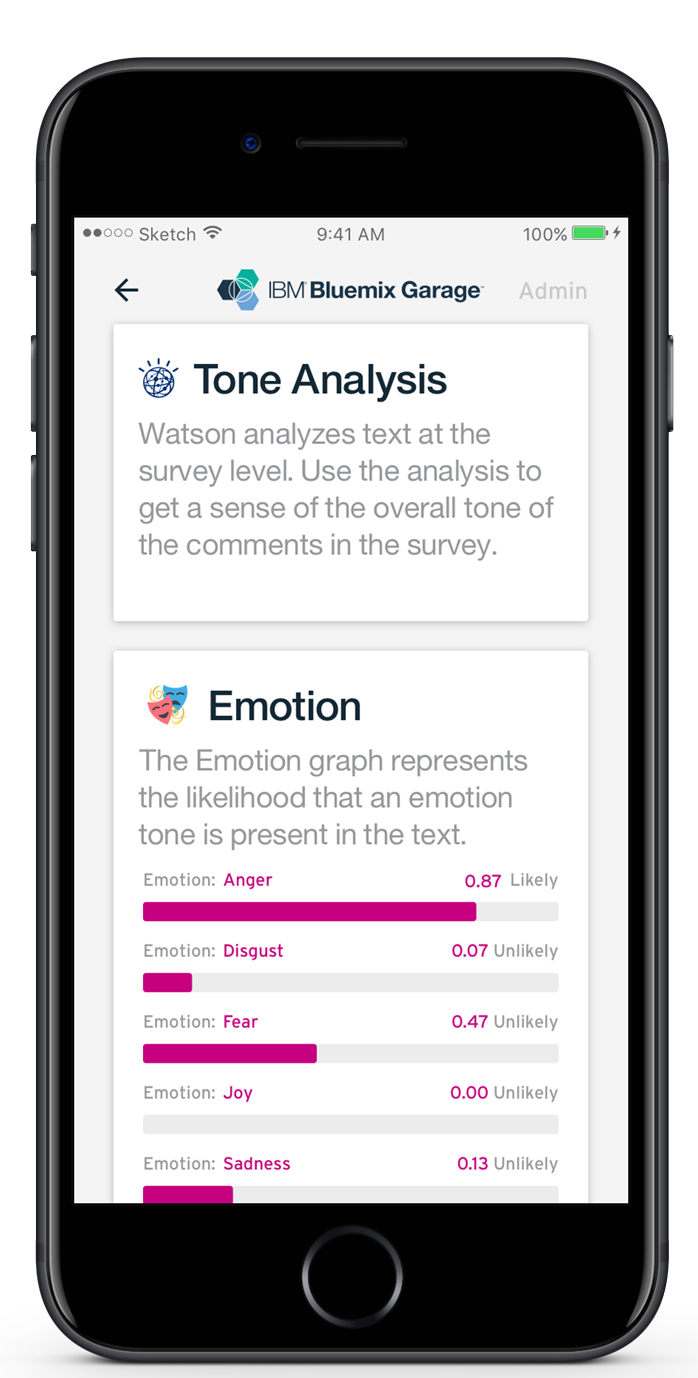 Sketch 9:41 AM 100%
IBM Bluemix Garage™ Admin
Tone Analysis
Watson analyzes text at the
survey level. Use the analysis to
get a sense of the overall tone of
the comments in the survey.
Emotion
The Emotion graph represents
the likelihood that an emotion
tone is present in the text.
Emotion: Anger 0.87 Likely
Emotion: Disgust 0.07 Unlikely
Emotion: Fear 0.47 Unlikely
Emotion: Joy 0.00 Unlikely
Emotion: Sadness 0.13 Unlikely